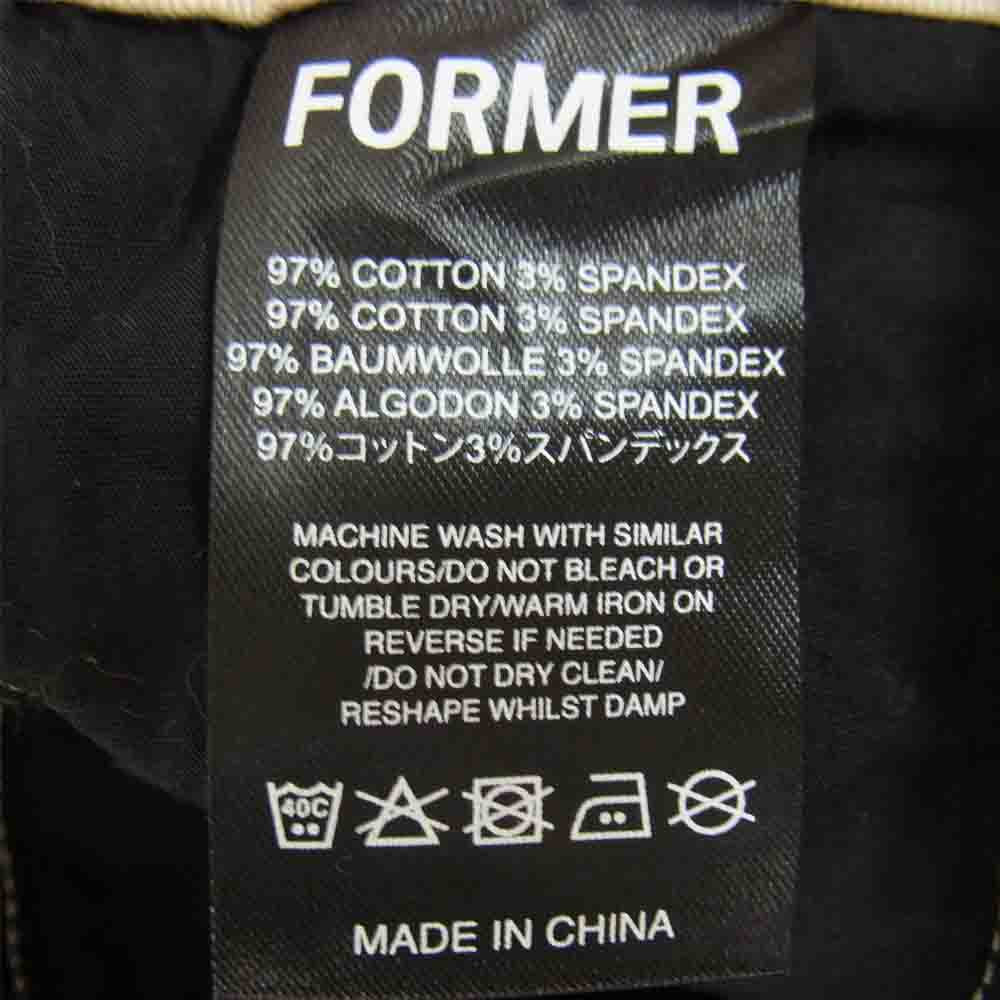 FORMER
97% COTTON 3% SPANDEX
97% COTTON 3% SPANDEX
97% BAUMWOLLE 3% SPANDEX
97% ALGODON 3% SPANDEX
97%コットン3%スパンデックス
MACHINE WASH WITH SIMILAR
COLOURS/DO NOT BLEACH OR
TUMBLE DRY/WARM IRON ON
REVERSE IF NEEDED
/DO NOT DRY CLEAN/
RESHAPE WHILST DAMP
40C
MADE IN CHINA